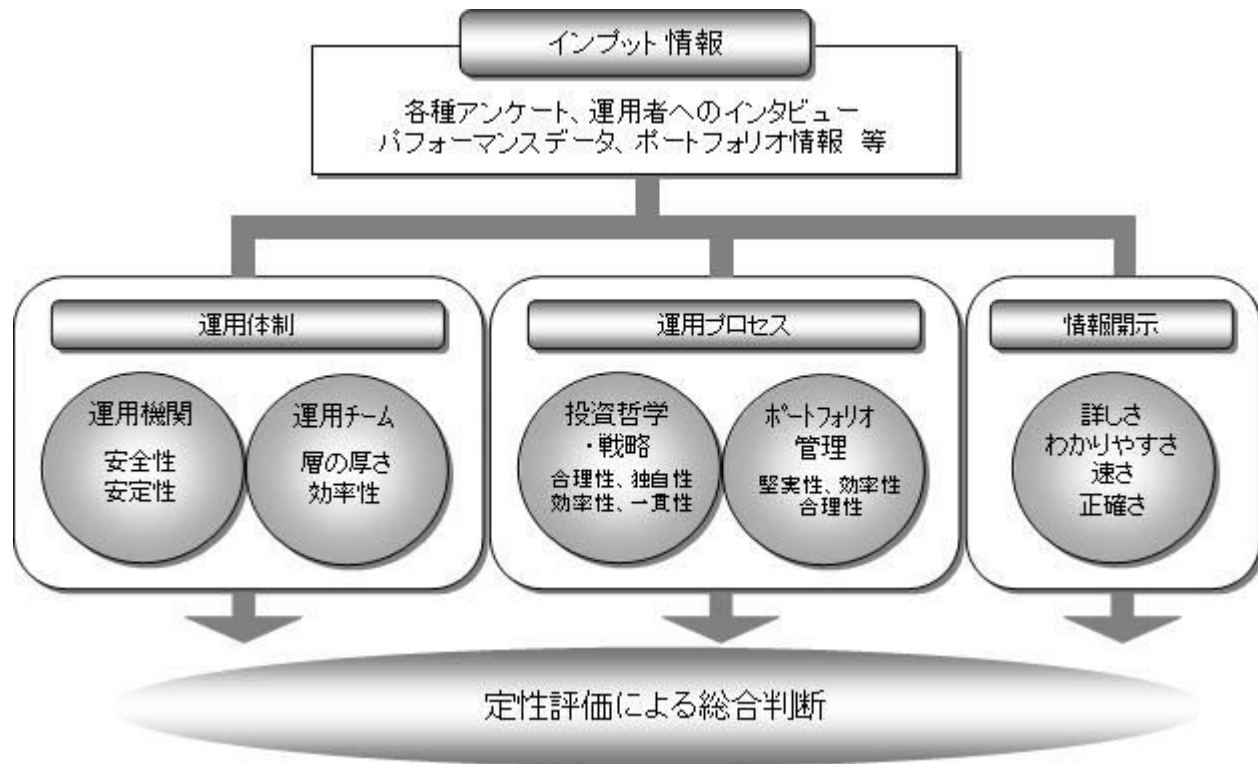 インプット情報
各種アンケート、運用者へのインタビュー
パフォーマンスデータ、ポートフォリオ情報 等
運用体制
運用機関
安全性
安定性
運用チーム
層の厚さ
効率性
運用プロセス
投資哲学
・戦略
合理性、独自性
効率性、一貫性
ポートフォリオ
管理
堅実性、効率性
合理性
情報開示
詳しさ
わかりやすさ
速さ
正確さ
定性評価による総合判断